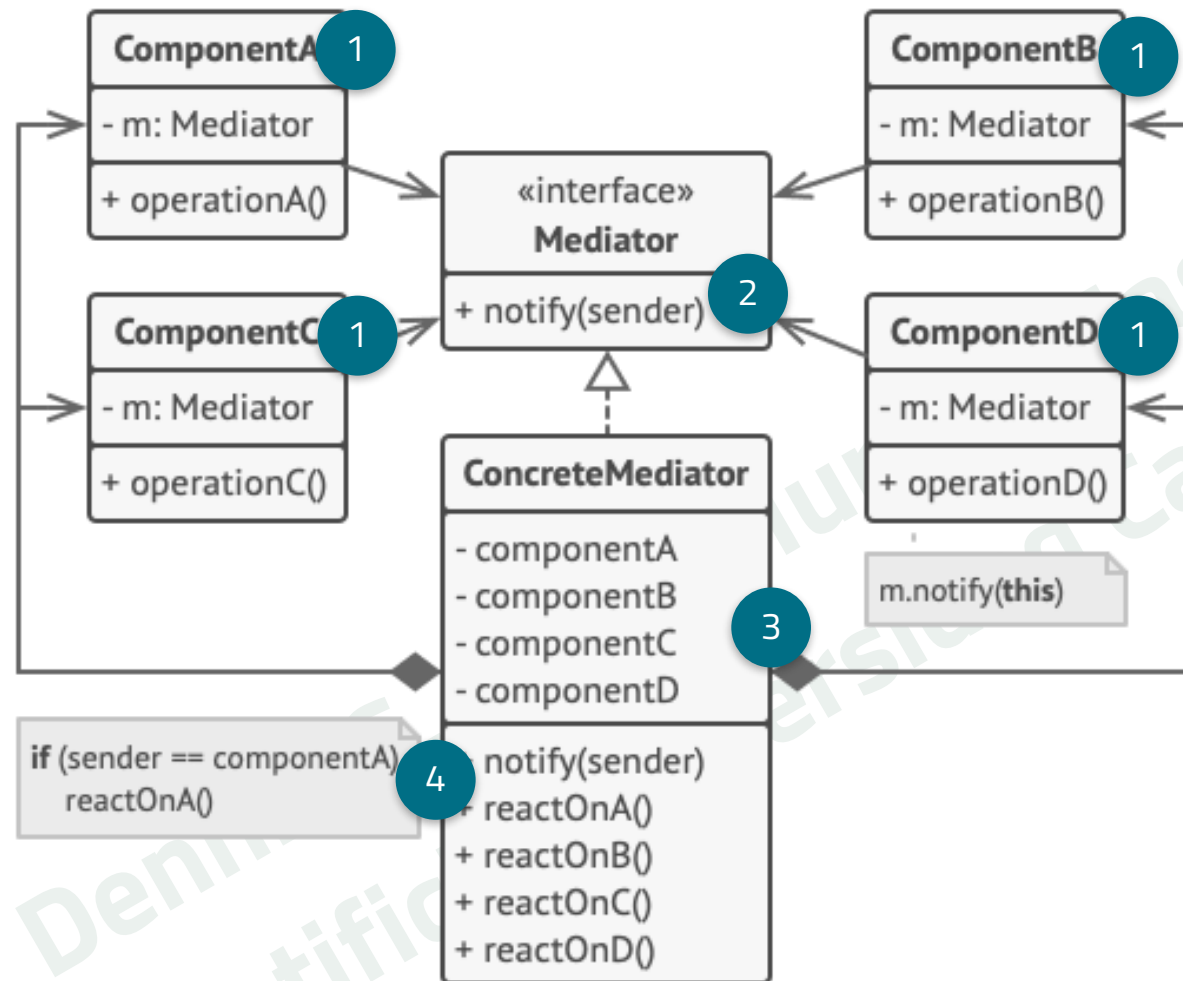 ComponentA
1
- m: Mediator
+ operationA()
ComponentB
1
- m: Mediator
+ operationB()
«interface»
Mediator
+ notify(sender)
2
ComponentC
1
- m: Mediator
+ operationC()
ComponentD
1
- m: Mediator
+ operationD()
m.notify(this)
ConcreteMediator
- componentA
- componentB
- componentC
- componentD
3
if (sender == componentA)
reactOnA()
4
notify(sender)
+ reactOnA()
+ reactOnB()
+ reactOnC()
+ reactOnD()